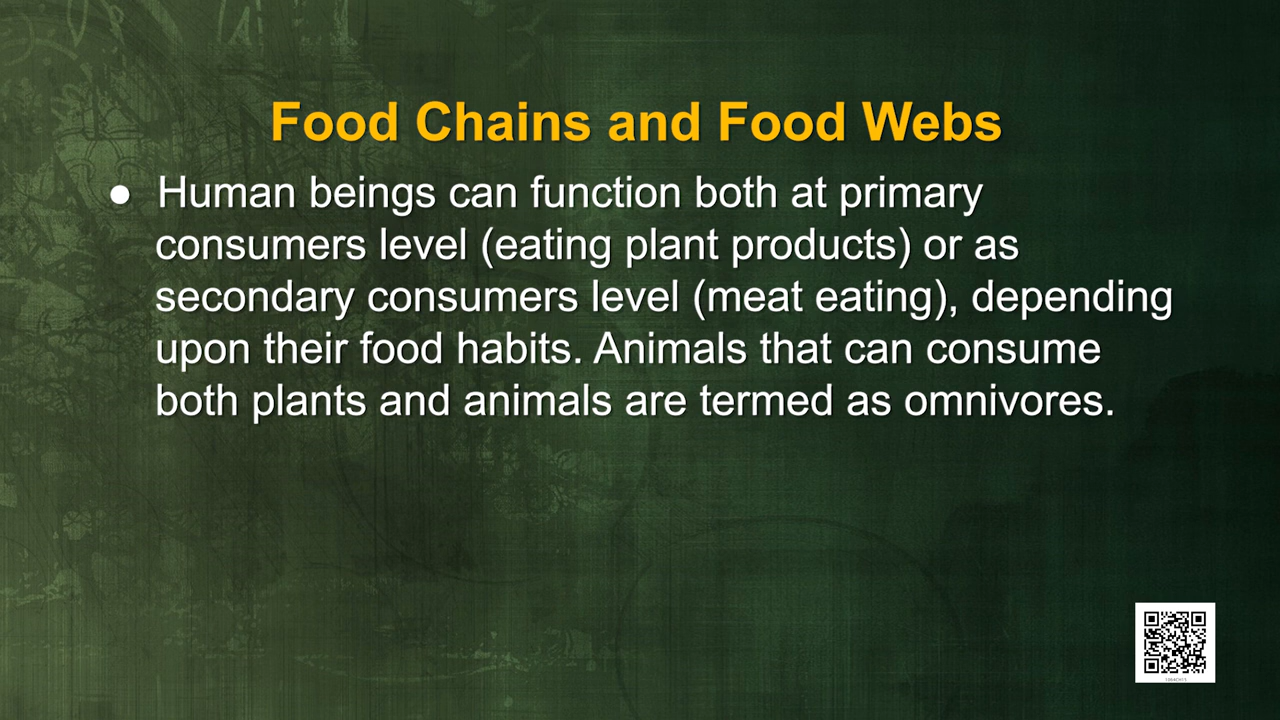 Food Chains and Food Webs
● Human beings can function both at primary
consumers level (eating plant products) or as
secondary consumers level (meat eating), depending
upon their food habits. Animals that can consume
both plants and animals are termed as omnivores.